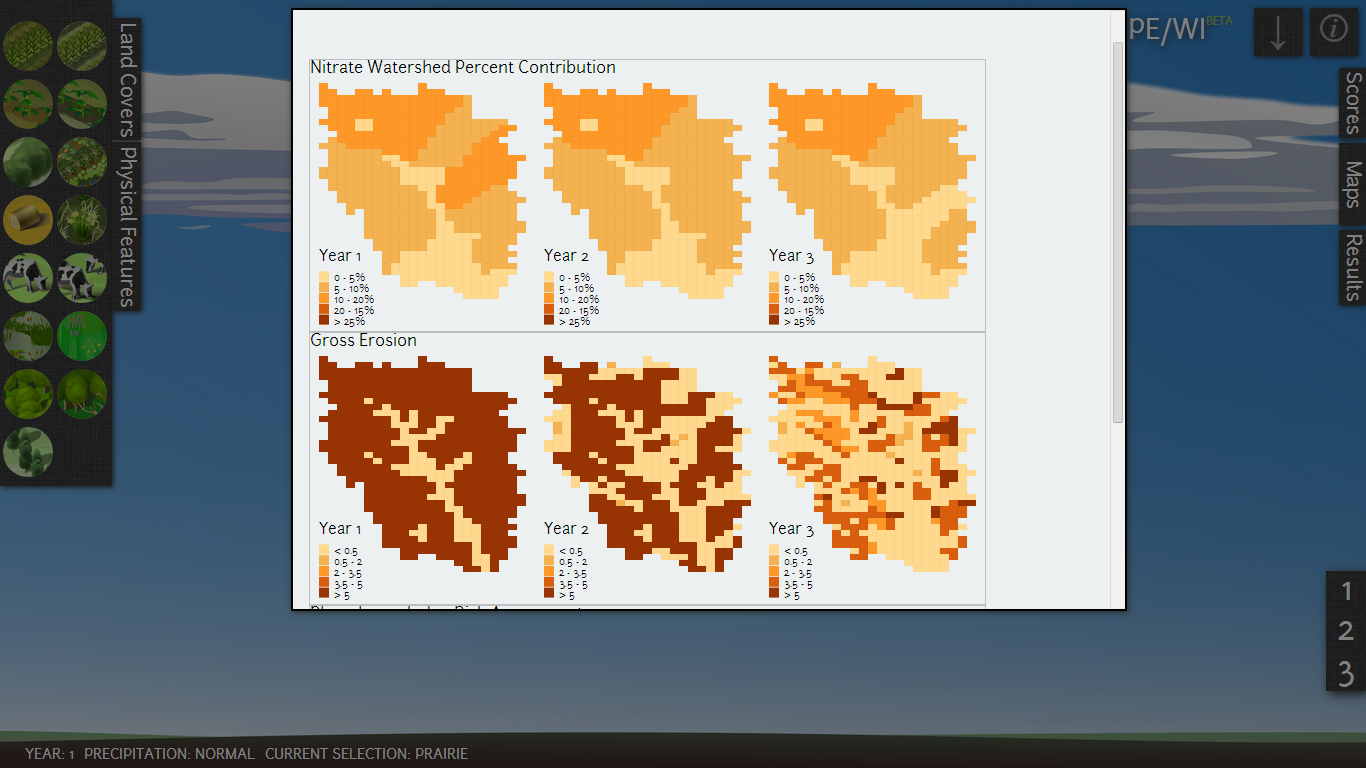 PE/WI BETA
Land Covers
Physical Features
Scores
Maps
Results
Nitrate Watershed Percent Contribution
Year 1
0 - 5%
5 - 10%
10 - 20%
20 - 15%
> 25%
Year 2
0 - 5%
5 - 10%
10 - 20%
20 - 15%
> 25%
Year 3
0 - 5%
5 - 10%
10 - 20%
20 - 15%
> 25%
Gross Erosion
Year 1
< 0.5
0.5 - 2
2 - 3.5
3.5 - 5
> 5
Year 2
< 0.5
0.5 - 2
2 - 3.5
3.5 - 5
> 5
Year 3
< 0.5
0.5 - 2
2 - 3.5
3.5 - 5
> 5
1
2
3
YEAR: 1 PRECIPITATION: NORMAL CURRENT SELECTION: PRAIRIE